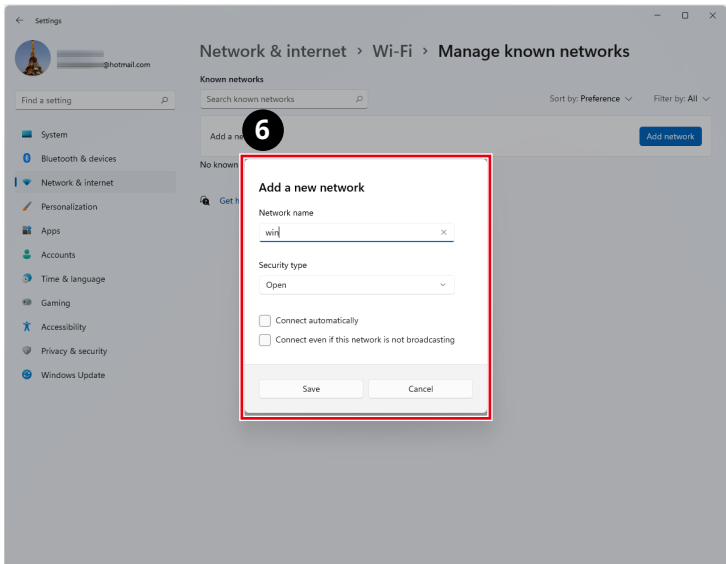 Settings
@hotmail.com
Find a setting
System
Bluetooth & devices
Network & internet
Personalization
Apps
Accounts
Time & language
Gaming
Accessibility
Privacy & security
Windows Update
Network & internet › Wi-Fi › Manage known networks
Known networks
Search known networks
Sort by: Preference
Filter by: All
Add a ne
Add network
No known
Get h
6
Add a new network
Network name
win
Security type
Open
Connect automatically
Connect even if this network is not broadcasting
Save
Cancel